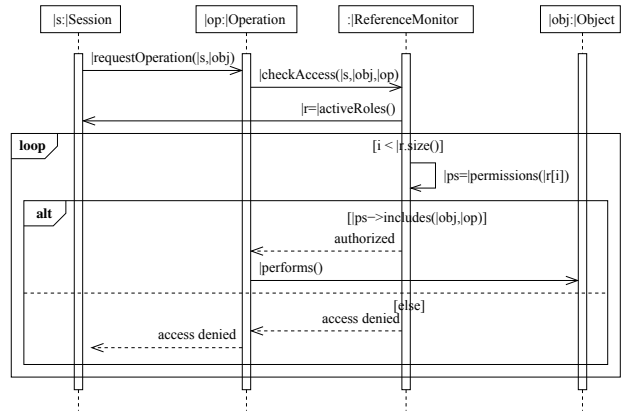 |s:|Session
|op:|Operation
:|ReferenceMonitor
|obj:|Object
|requestOperation(|s,|obj)
|checkAccess(|s,|obj,|op)
|r=|activeRoles()
loop
[i < |r.size()]
|ps=|permissions(|r[i])
alt
[|ps−>includes(|obj,|op)]
authorized
|performs()
[else]
access denied
access denied